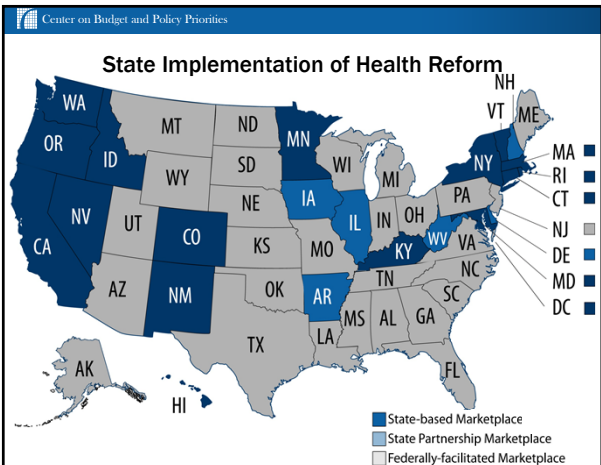 Center on Budget and Policy Priorities
State Implementation of Health Reform
NH
WA
VT
ME
MT
ND
MN
OR
ID
SD
WI
NY
MA
RI
WY
MI
CT
IA
PA
NE
NJ
NV
UT
IL
IN
OH
DE
CO
WV
CA
KS
MO
KY
VA
MD
NC
DC
TN
AZ
NM
OK
AR
SC
MS
AL
GA
TX
LA
AK
FL
HI
State-based Marketplace
State Partnership Marketplace
Federally-facilitated Marketplace